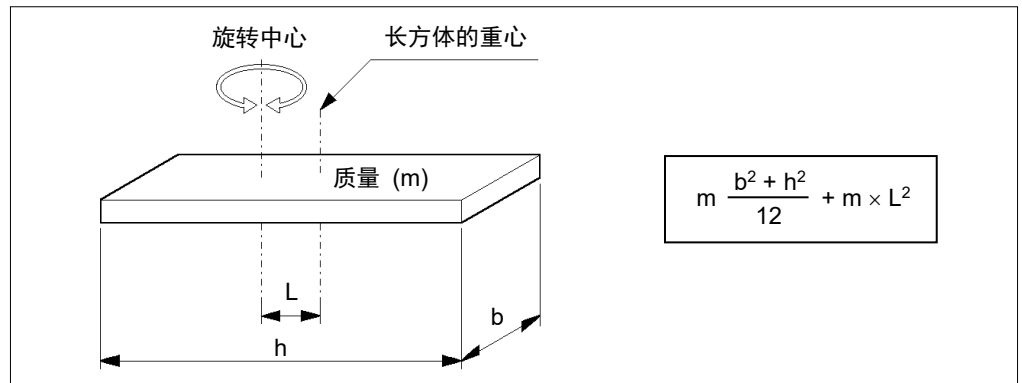 旋转中心
长方体的重心
质量 (m)
m (b² + h²)/12 + m × L²
L
b
h